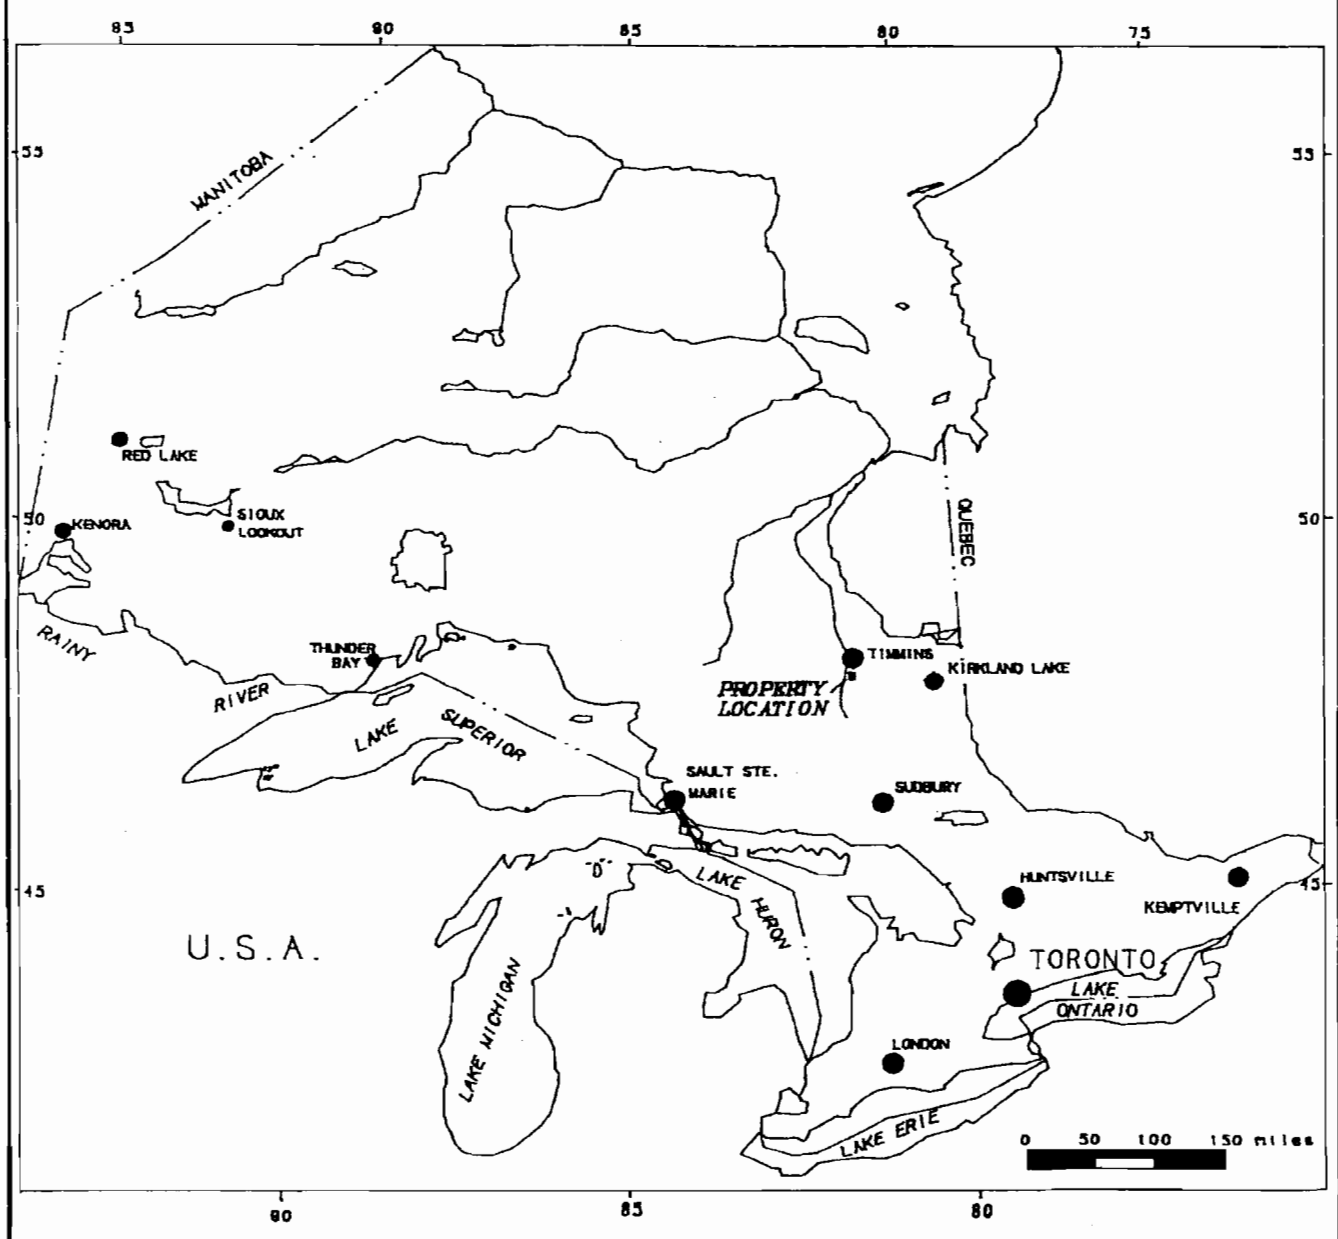 95 90 85 80 75
55 55
MANITOBA
RED LAKE
SIOUX
LOOKOUT
50 50
KENORA
QUEBEC
RAINY
RIVER
THUNDER
BAY
TIMMINS
KIRKLAND LAKE
PROPERTY
LOCATION
LAKE
SUPERIOR
SAULT STE.
MARIE
SUDBURY
LAKE
HURON
HUNTSVILLE
45 45
KEMPTVILLE
U.S.A.
TORONTO
LAKE
ONTARIO
LAKE MICHIGAN
LONDON
LAKE ERIE
0 50 100 150 miles
90 85 80